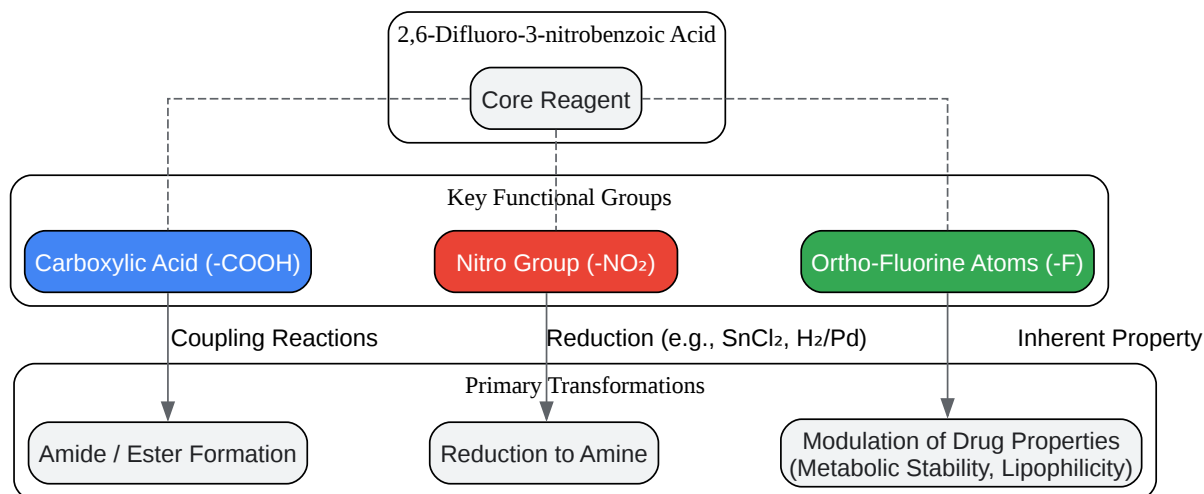 2,6-Difluoro-3-nitrobenzoic Acid
Core Reagent
Key Functional Groups
Carboxylic Acid (-COOH)
Nitro Group (-NO₂)
Ortho-Fluorine Atoms (-F)
Coupling Reactions
Reduction (e.g., SnCl₂, H₂/Pd)
Inherent Property
Primary Transformations
Amide / Ester Formation
Reduction to Amine
Modulation of Drug Properties
(Metabolic Stability, Lipophilicity)